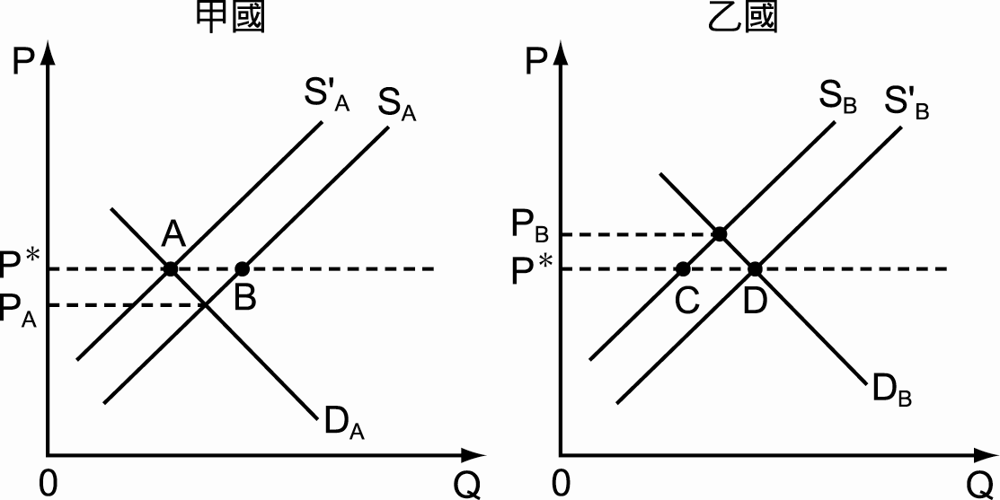 甲國
P
S'A
SA
A
P*
B
PA
DA
0
Q
乙國
P
SB
S'B
PB
P*
C
D
DB
0
Q